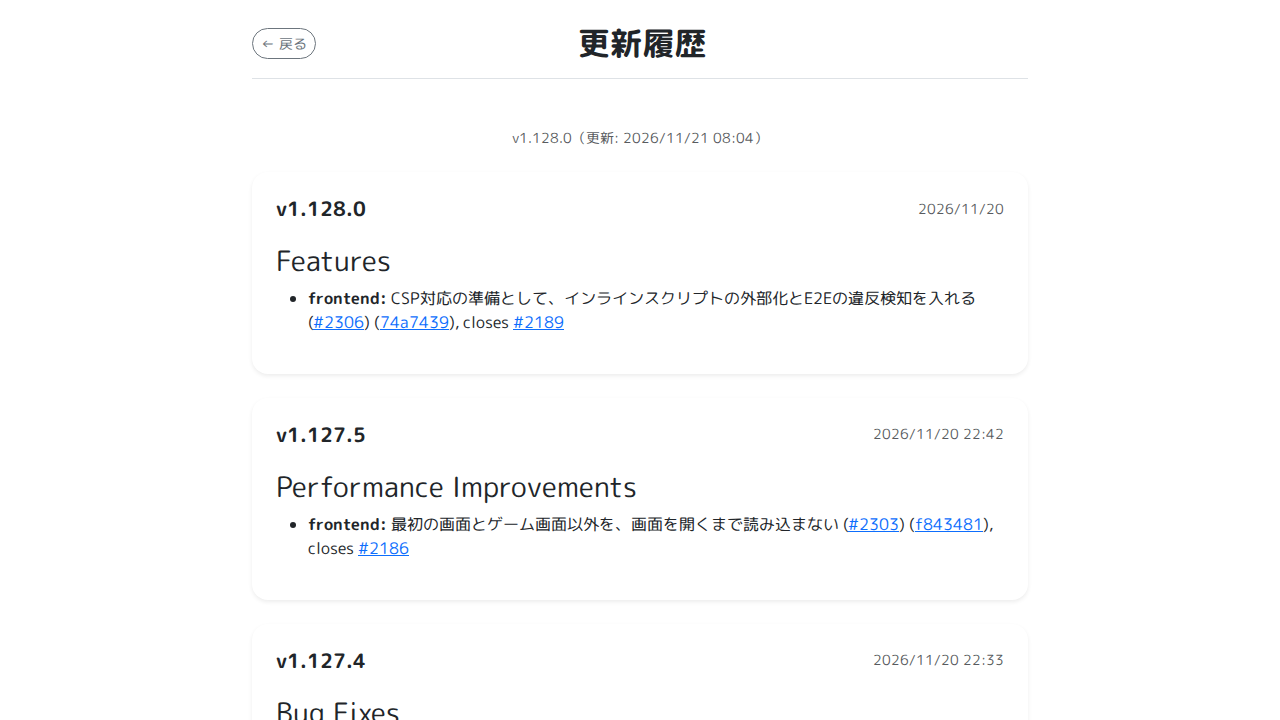 ← 戻る
更新履歴
v1.128.0（更新: 2026/11/21 08:04）
v1.128.0
2026/11/20
Features
frontend: CSP対応の準備として、インラインスクリプトの外部化とE2Eの違反検知を入れる
(#2306) (74a7439), closes #2189
v1.127.5
2026/11/20 22:42
Performance Improvements
frontend: 最初の画面とゲーム画面以外を、画面を開くまで読み込まない (#2303) (f843481),
closes #2186
v1.127.4
2026/11/20 22:33
Bug Fixes